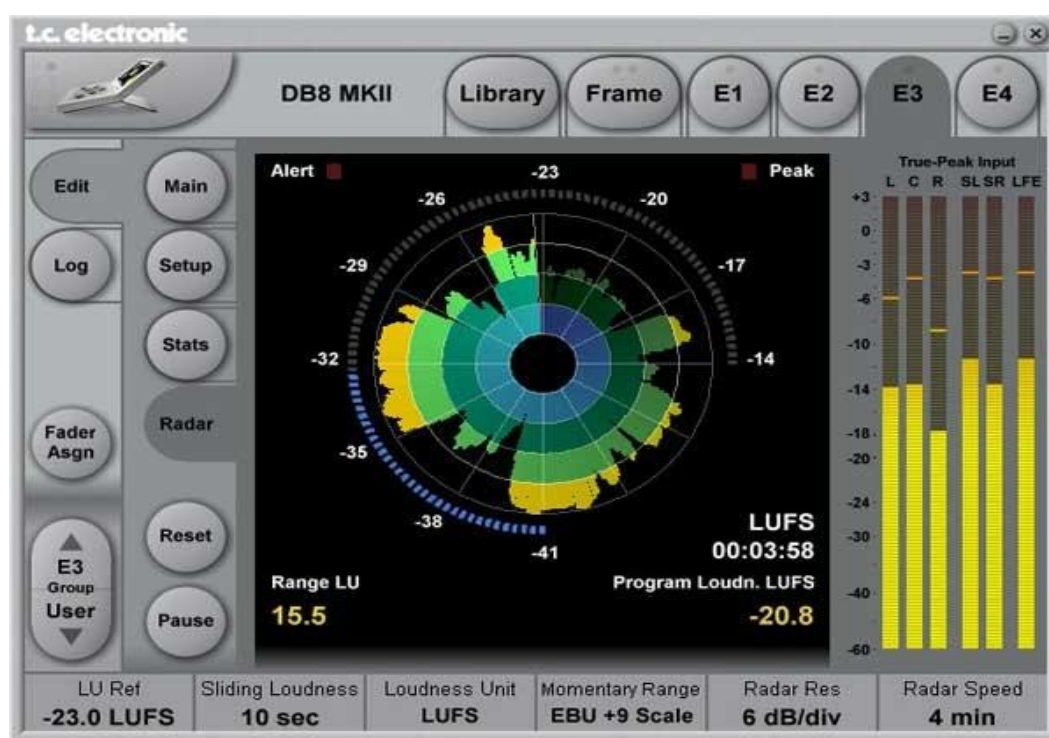 t.c. electronic
DB8 MKII
Library
Frame
E1
E2
E3
E4
Edit
Log
Fader
Asgn
E3
Group
User
Main
Setup
Stats
Radar
Reset
Pause
Alert
Peak
-23
-26
-20
-29
-17
-32
-14
-35
-38
-41
LUFS
00:03:58
Range LU
15.5
Program Loudn. LUFS
-20.8
True-Peak Input
L C R SL SR LFE
+3
0
-3
-6
-10
-14
-18
-20
-24
-30
-40
-60
LU Ref
-23.0 LUFS
Sliding Loudness
10 sec
Loudness Unit
LUFS
Momentary Range
EBU +9 Scale
Radar Res
6 dB/div
Radar Speed
4 min